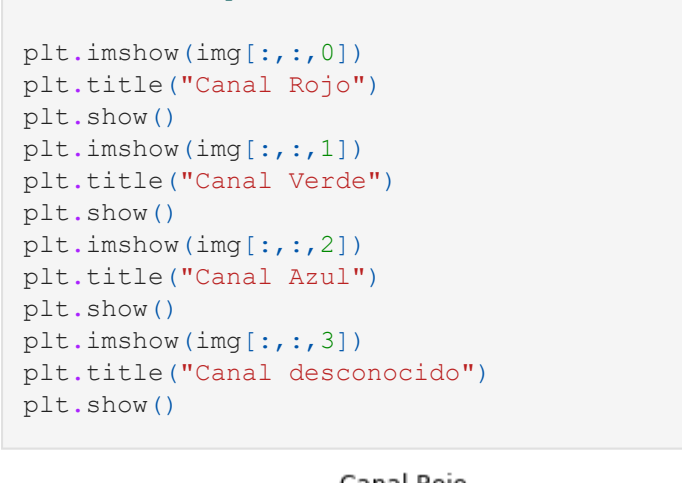 plt.imshow(img[:,:,0])
plt.title("Canal Rojo")
plt.show()
plt.imshow(img[:,:,1])
plt.title("Canal Verde")
plt.show()
plt.imshow(img[:,:,2])
plt.title("Canal Azul")
plt.show()
plt.imshow(img[:,:,3])
plt.title("Canal desconocido")
plt.show()
Canal Rojo